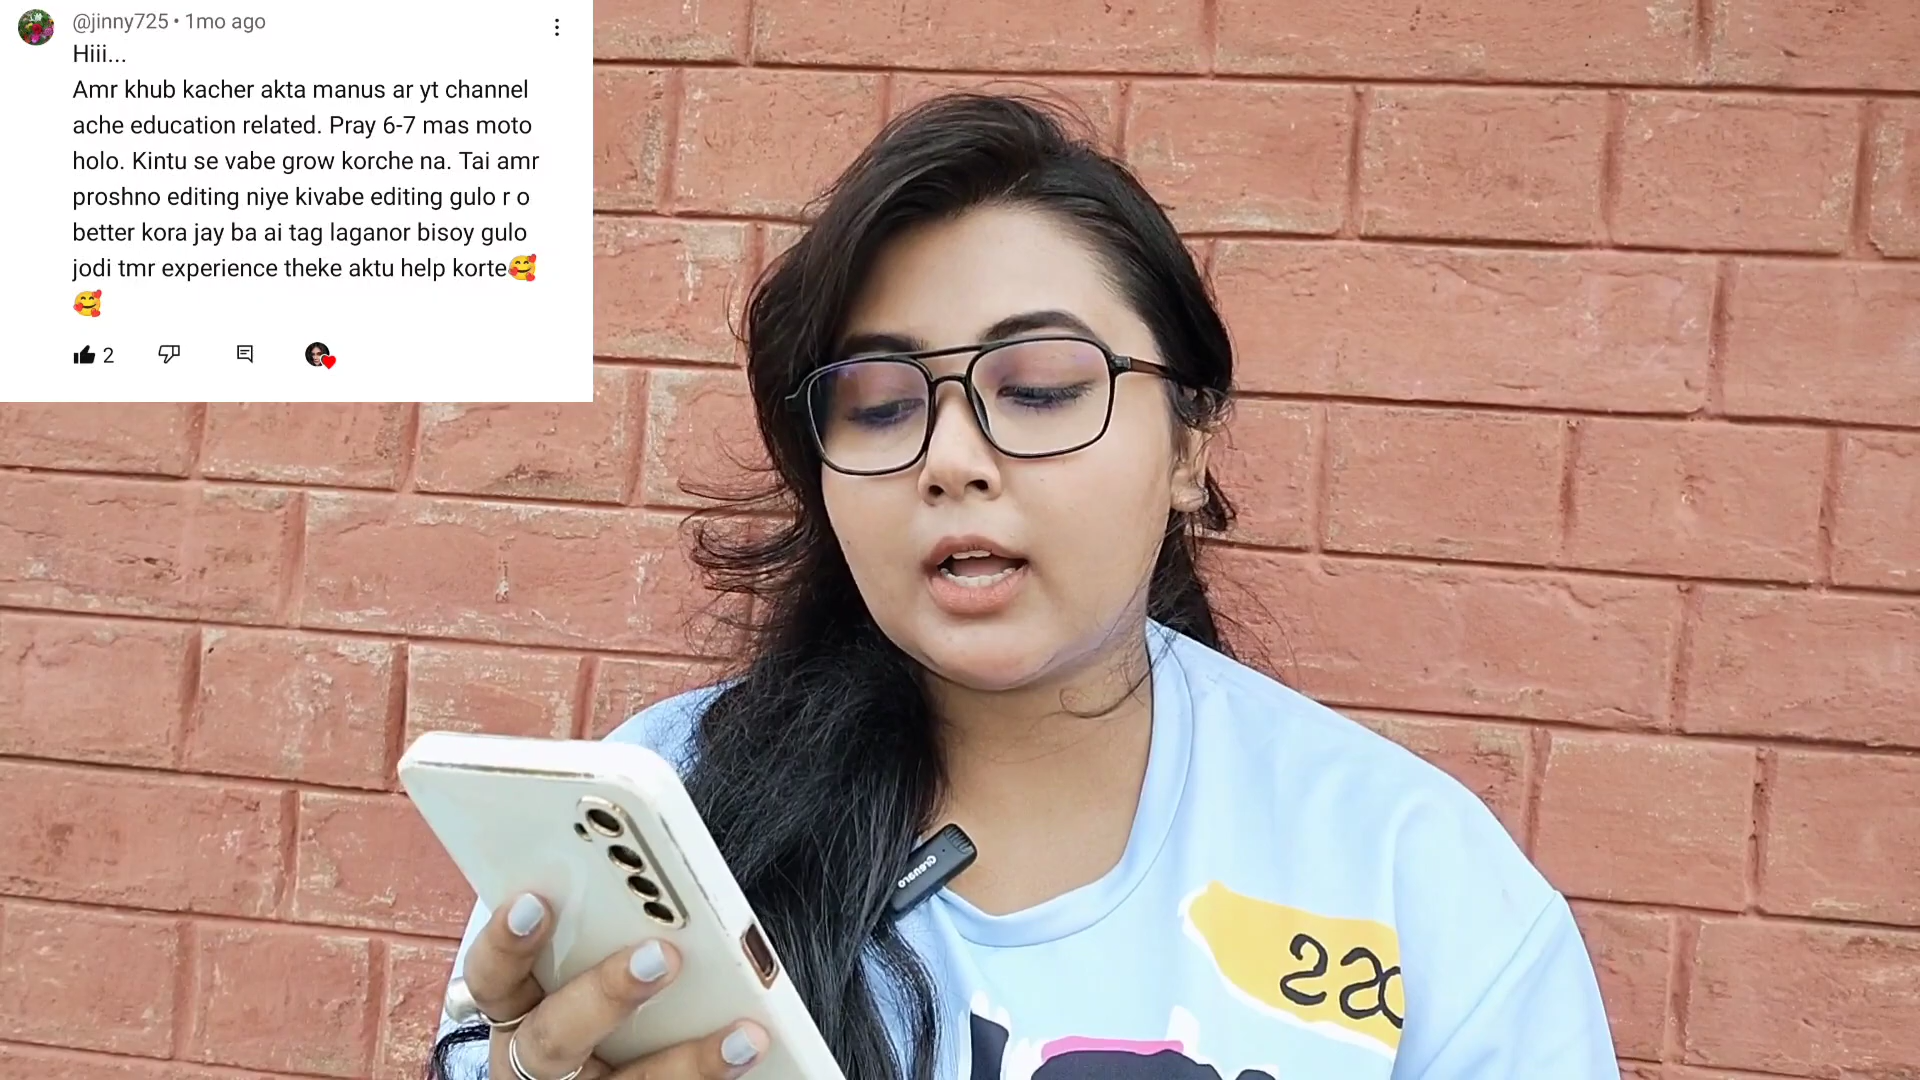 @jinny725 • 1mo ago
Hiii...
Amr khub kacher akta manus ar yt channel
ache education related. Pray 6-7 mas moto
holo. Kintu se vabe grow korche na. Tai amr
proshno editing niye kivabe editing gulo r o
better kora jay ba ai tag laganor bisoy gulo
jodi tmr experience theke aktu help korte🥰
🥰
2